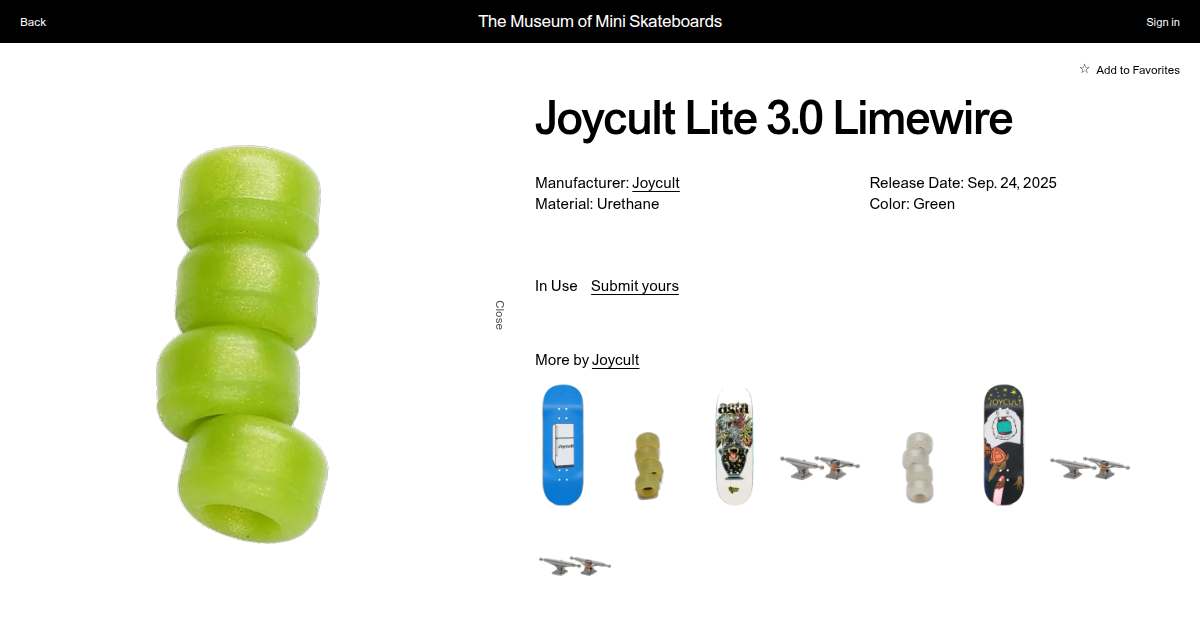 Back
The Museum of Mini Skateboards
Sign in
☆ Add to Favorites
Joycult Lite 3.0 Limewire
Manufacturer: Joycult
Release Date: Sep. 24, 2025
Material: Urethane
Color: Green
In Use Submit yours
Close
More by Joycult
asta
JOYCULT